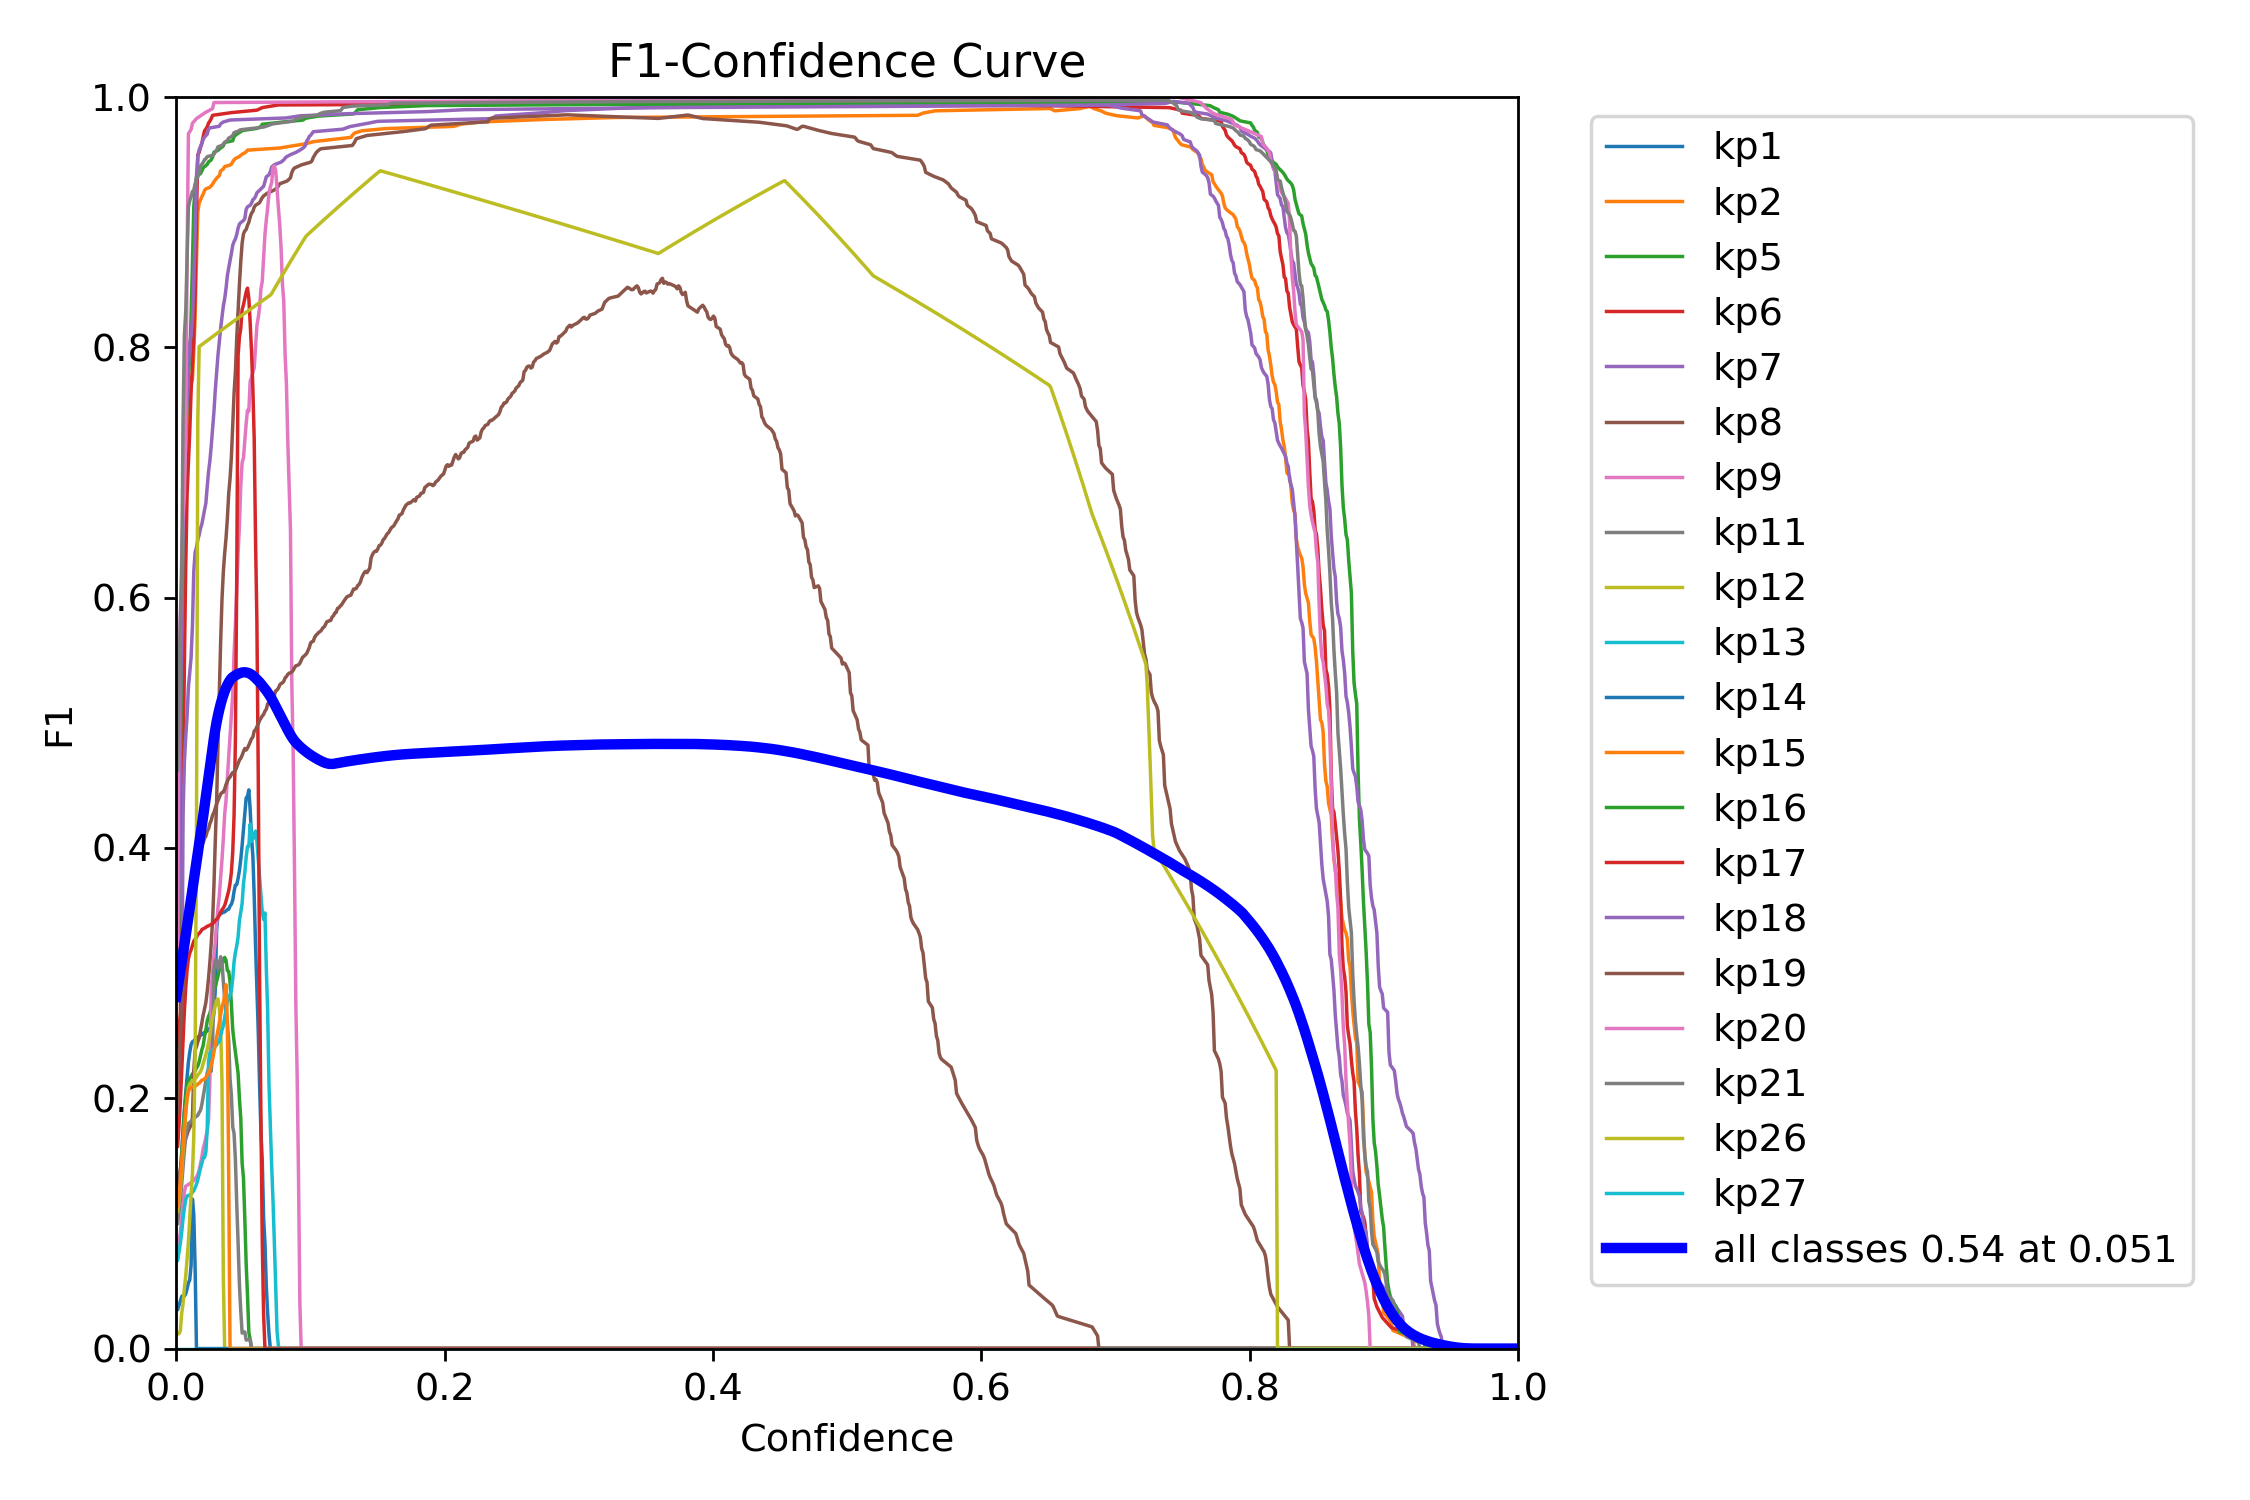 F1-Confidence Curve
1.0
0.8
0.6
0.4
0.2
0.0
F1
0.0 0.2 0.4 0.6 0.8 1.0
Confidence
kp1
kp2
kp5
kp6
kp7
kp8
kp9
kp11
kp12
kp13
kp14
kp15
kp16
kp17
kp18
kp19
kp20
kp21
kp26
kp27
all classes 0.54 at 0.051